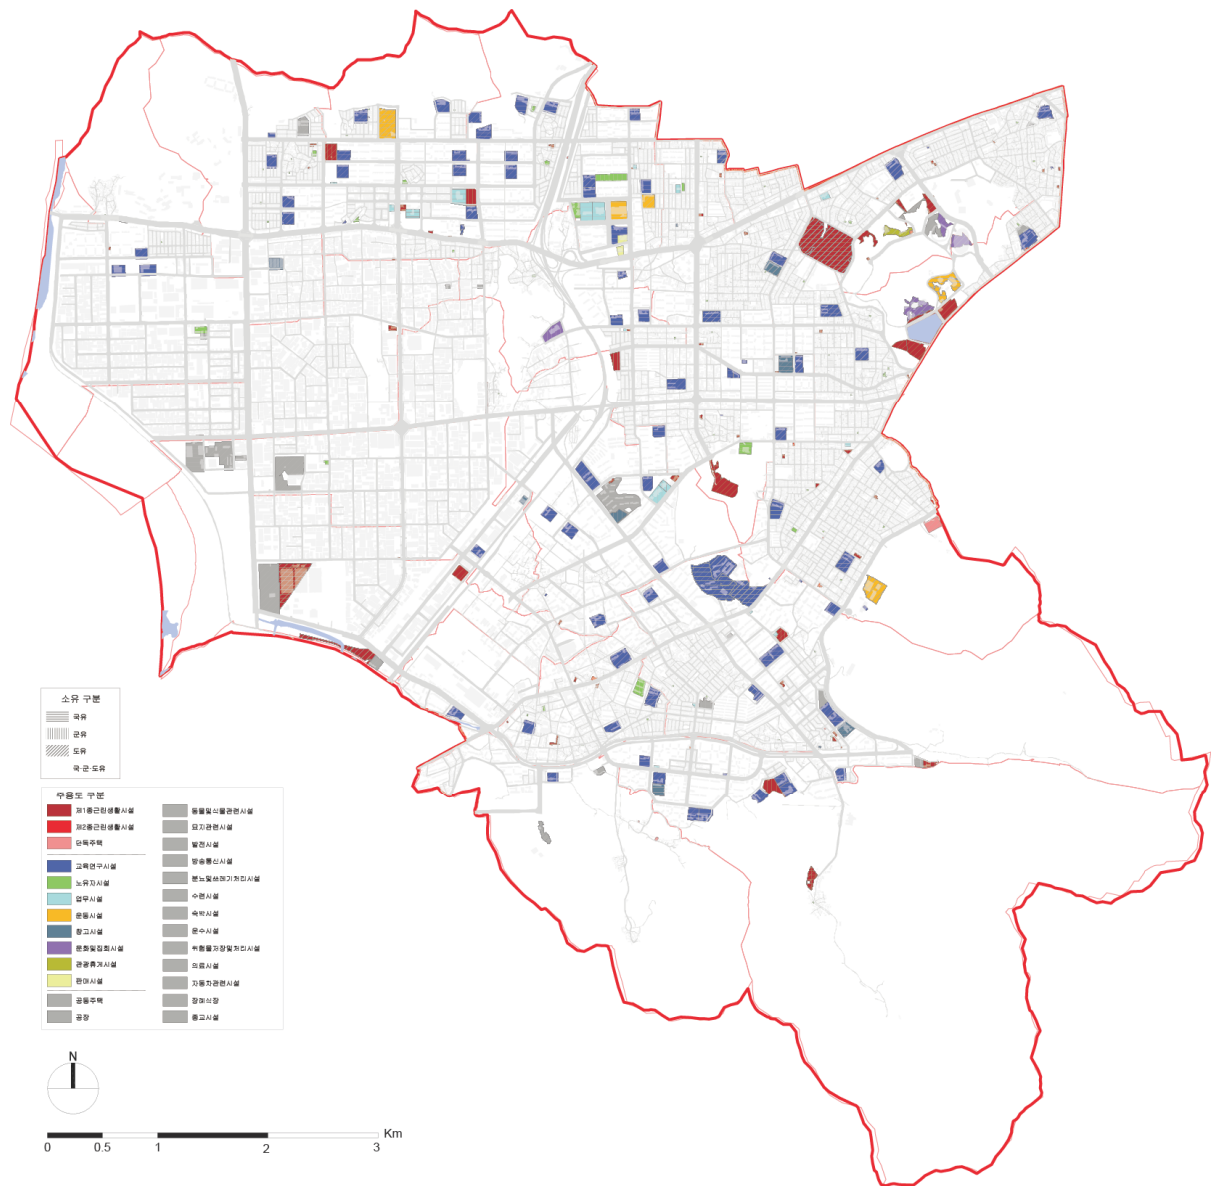 소유 구분
국유
군유
도유
국·군·도유
주용도 구분
제1종근린생활시설
제2종근린생활시설
단독주택
교육연구시설
노유자시설
업무시설
운동시설
창고시설
문화및집회시설
관광휴게시설
판매시설
공동주택
공장
동물및식물관련시설
묘지관련시설
발전시설
방송통신시설
분뇨및쓰레기처리시설
수련시설
숙박시설
운수시설
위험물저장및처리시설
의료시설
자동차관련시설
장례식장
종교시설
N
0 0.5 1 2 3 Km